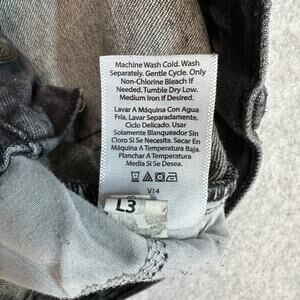 Machine Wash Cold. Wash
Separately. Gentle Cycle. Only
Non-Chlorine Bleach If
Needed. Tumble Dry Low.
Medium Iron If Desired.
Lavar A Máquina Con Agua
Fría. Lavar Separadamente.
Ciclo Delicado. Usar
Solamente Blanqueador Sin
Cloro Si Se Necesita. Secar En
Máquina A Temperatura Baja.
Planchar A Temperatura
Media Si Se Desea.
V14
L3